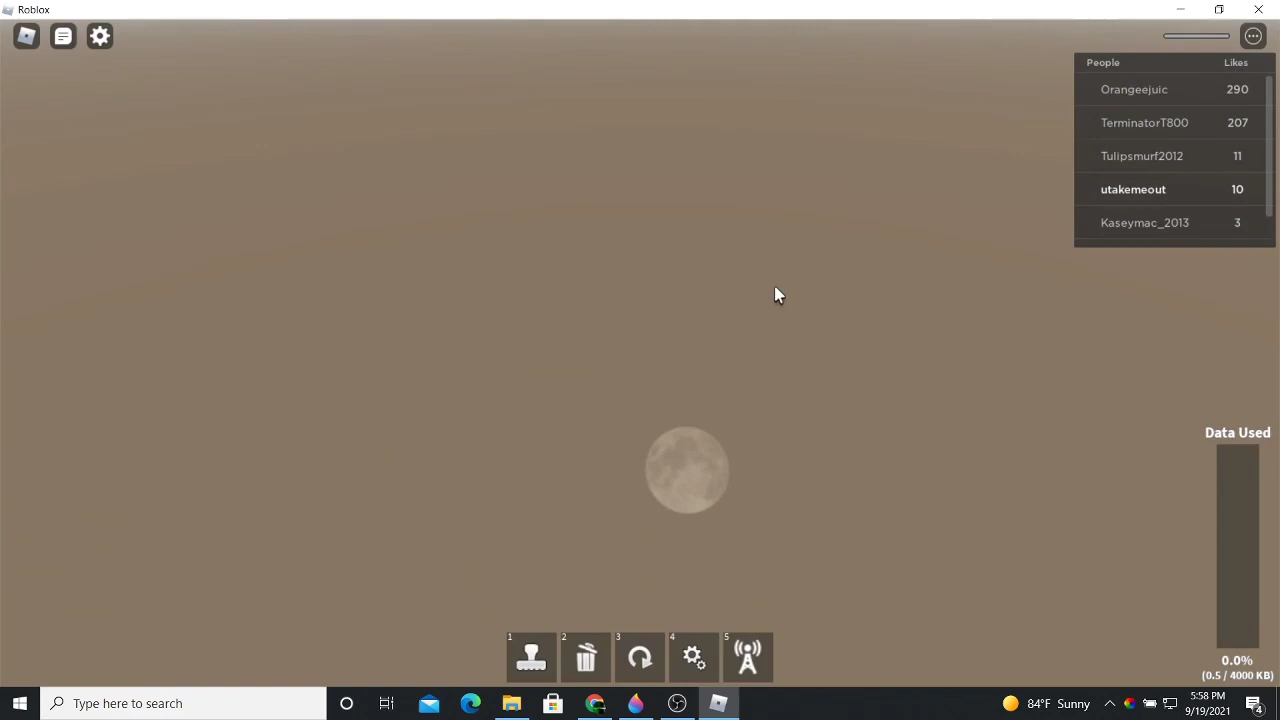 Roblox
People Likes
Orangeejuic 290
TerminatorT800 207
Tulipsmurf2012 11
utakemeout 10
Kaseymac_2013 3
Data Used
0.0%
(0.5 / 4000 KB)
1 2 3 4 5
Type here to search
84°F Sunny
5:58 PM
9/19/2021